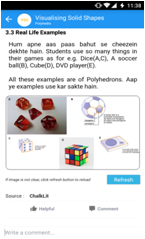 11:38
Visualising Solid Shapes
Polyhedra
3.3 Real Life Examples
Hum apne aas paas bahut se cheezein
dekhte hain. Students use so many things in
their games as for e.g. Dice(A,C), A soccer
ball(B), Cube(D), DVD player(E).
All these examples are of Polyhedrons. Aap
ye examples use kar sakte hain.
If image is not clear, click refresh button to reload
Refresh
Source : ChalkLit
Helpful
Comment
Write a comment...